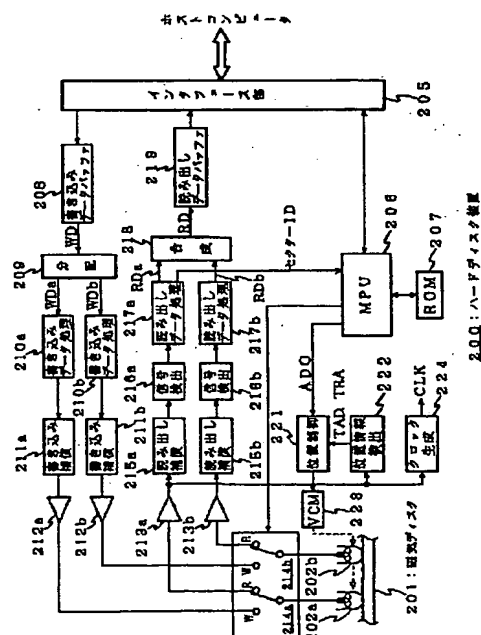 ホストコンピュータ
インタフェース部
205
208
書き込みデータバッファ
219
読み出しデータバッファ
WD
209
分配
WDa
WDb
218
合成
RD
RDa
RDb
セクターID
206
MPU
207
ROM
210a
書き込みデータ処理
書き込みデータ処理
210b
217a
読み出しデータ処理
読み出しデータ処理
217b
216a
信号検出
信号検出
216b
211a
書き込み補償
書き込み補償
211b
215a
読み出し補償
読み出し補償
215b
ADC
221
位置制御
TAD
TRA
222
位置情報検出
224
クロック生成
CLK
212a
212b
213a
213b
VCM
223
W
R
W
R
214a
214b
202a
202b
201:磁気ディスク
200:ハードディスク装置